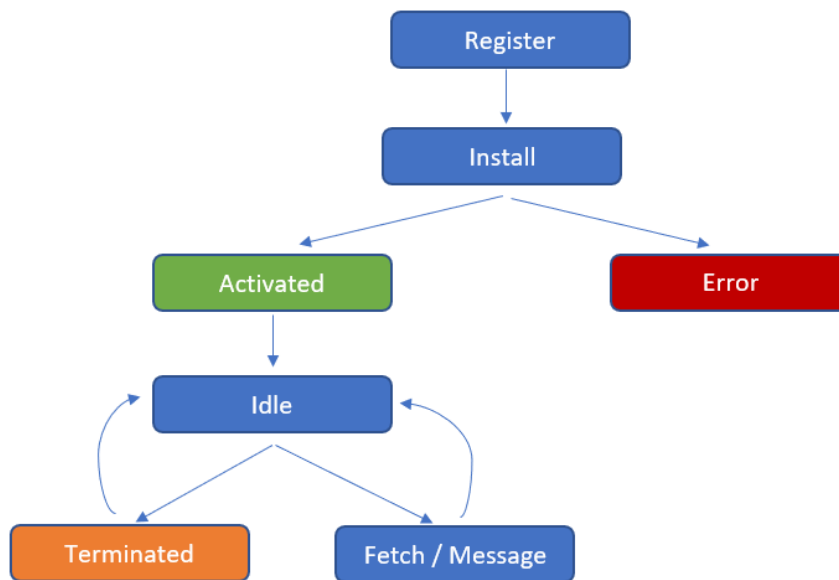 Register
Install
Activated
Error
Idle
Terminated
Fetch / Message